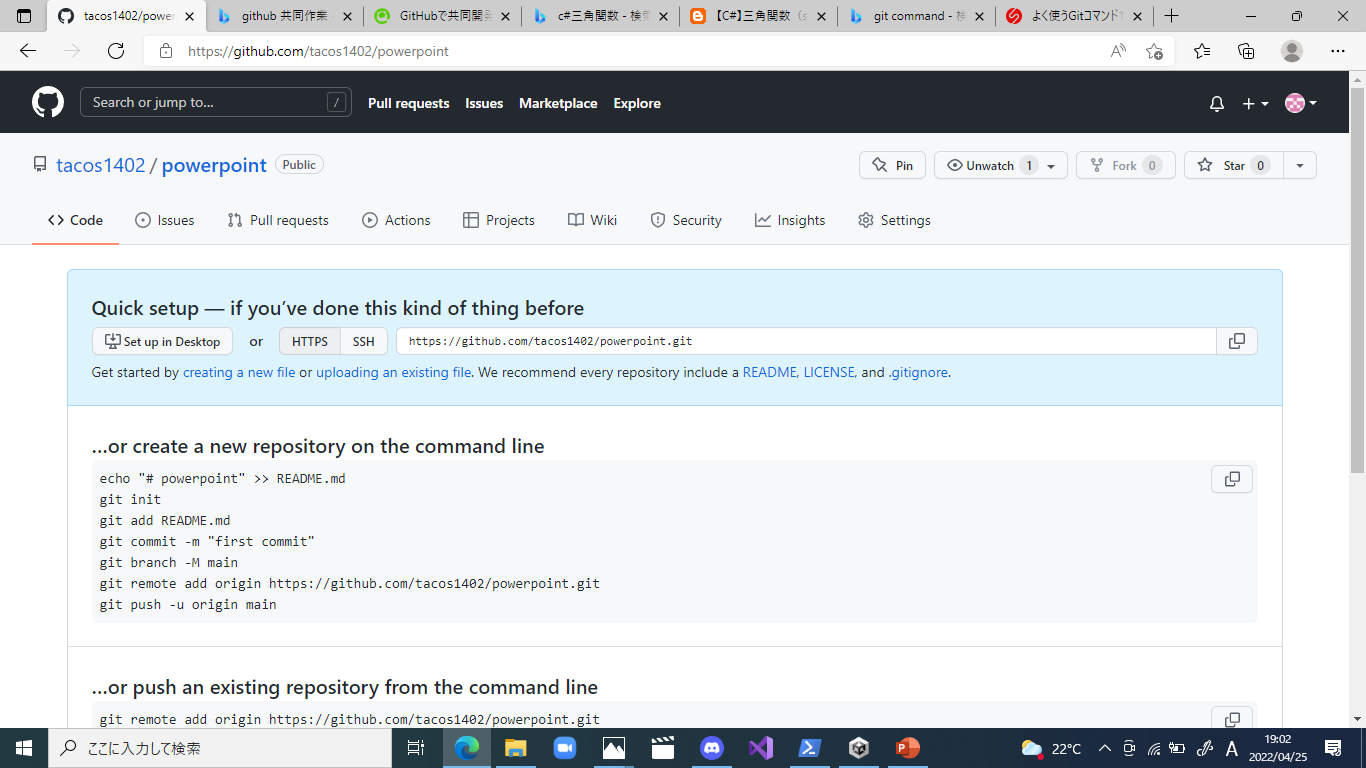 tacos1402/power
github 共同作業
GitHubで共同開発
c#三角関数 - 検索
【C#】三角関数（s
git command - 検
よく使うGitコマンド
https://github.com/tacos1402/powerpoint
Search or jump to...
/
Pull requests
Issues
Marketplace
Explore
tacos1402 / powerpoint
Public
Pin
Unwatch 1
Fork 0
Star 0
Code
Issues
Pull requests
Actions
Projects
Wiki
Security
Insights
Settings
Quick setup — if you’ve done this kind of thing before
Set up in Desktop
or
HTTPS
SSH
https://github.com/tacos1402/powerpoint.git
Get started by creating a new file or uploading an existing file. We recommend every repository include a README, LICENSE, and .gitignore.
…or create a new repository on the command line
echo "# powerpoint" >> README.md
git init
git add README.md
git commit -m "first commit"
git branch -M main
git remote add origin https://github.com/tacos1402/powerpoint.git
git push -u origin main
…or push an existing repository from the command line
git remote add origin https://github.com/tacos1402/powerpoint.git
ここに入力して検索
22°C
A
19:02
2022/04/25